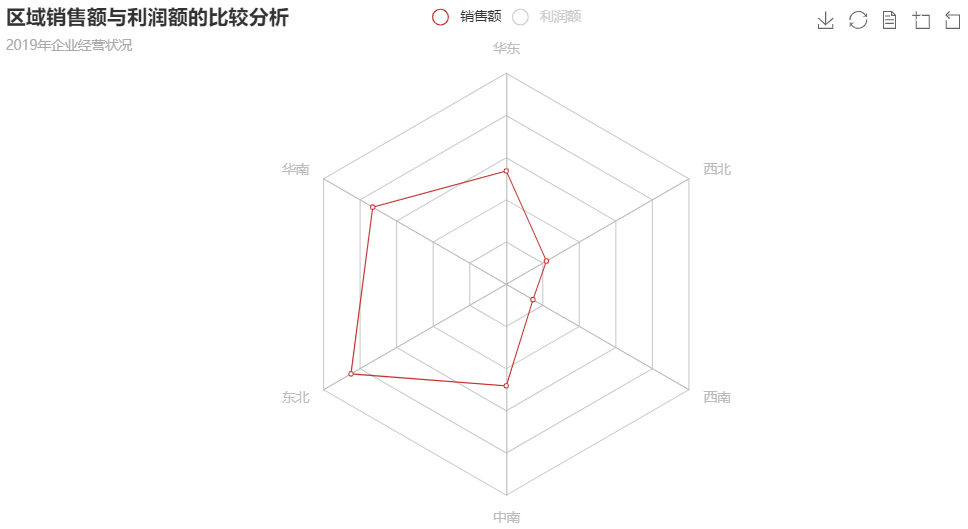 区域销售额与利润额的比较分析
销售额 利润额
2019年企业经营状况
华东
华南
西北
东北
西南
中南